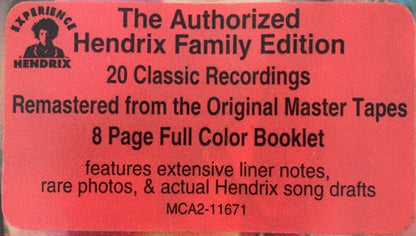 EXPERIENCE
HENDRIX
The Authorized
Hendrix Family Edition
20 Classic Recordings
Remastered from the Original Master Tapes
8 Page Full Color Booklet
features extensive liner notes,
rare photos, & actual Hendrix song drafts
MCA2-11671